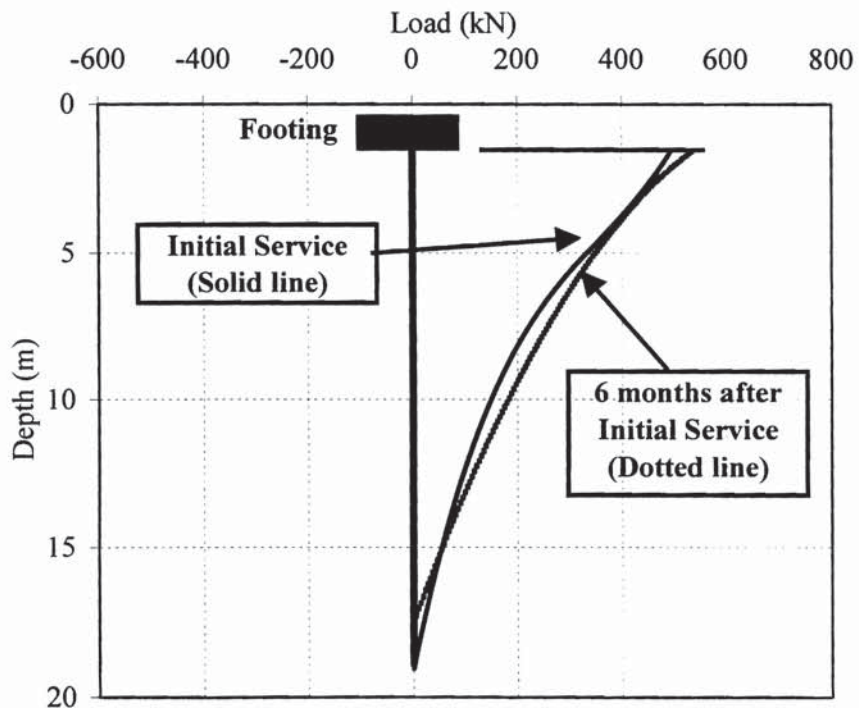 Load (kN)
-600 -400 -200 0 200 400 600 800
0
Footing
Initial Service
(Solid line)
5
6 months after
Initial Service
(Dotted line)
Depth (m)
10
15
20